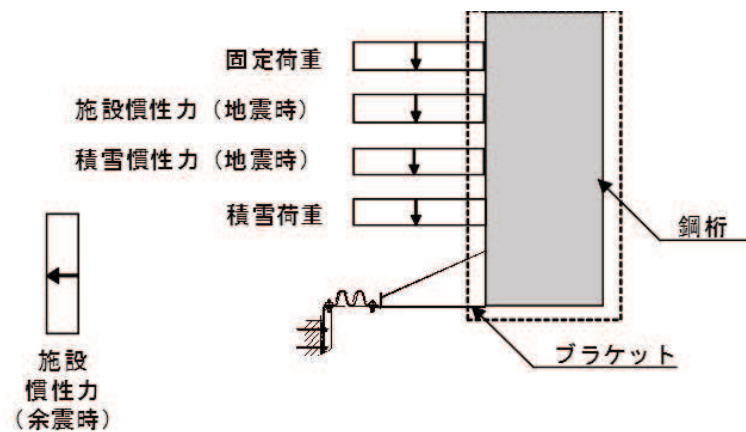 固定荷重
施設慣性力（地震時）
積雪慣性力（地震時）
積雪荷重
鋼桁
ブラケット
施設
慣性力
（余震時）